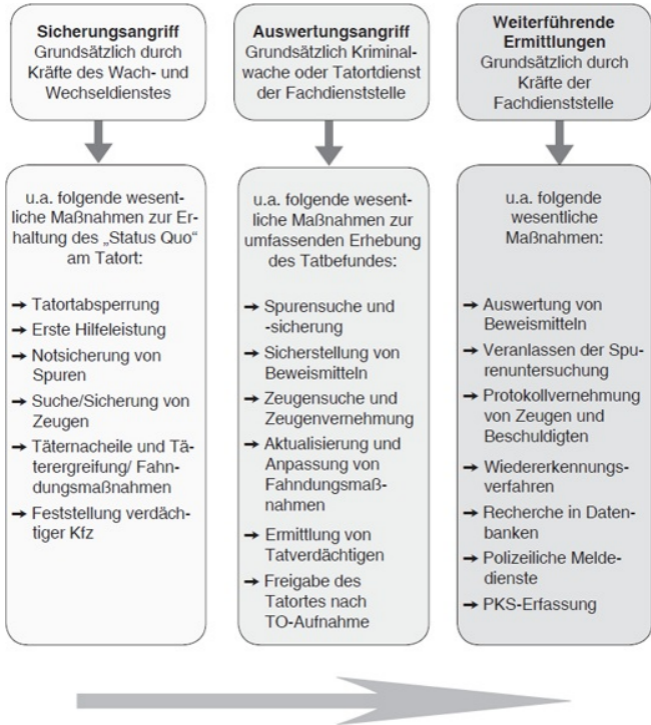 Sicherungsangriff
Grundsätzlich durch
Kräfte des Wach- und
Wechseldienstes
u.a. folgende wesent-
liche Maßnahmen zur Er-
haltung des „Status Quo“
am Tatort:
→ Tatortabsperrung
→ Erste Hilfeleistung
→ Notsicherung von
Spuren
→ Suche/Sicherung von
Zeugen
→ Täternacheile und Tä-
terergreifung/ Fahn-
dungsmaßnahmen
→ Feststellung verdäch-
tiger Kfz
Auswertungsangriff
Grundsätzlich Kriminal-
wache oder Tatortdienst
der Fachdienststelle
u.a. folgende wesent-
liche Maßnahmen zur
umfassenden Erhebung
des Tatbefundes:
→ Spurensuche und
-sicherung
→ Sicherstellung von
Beweismitteln
→ Zeugensuche und
Zeugenvernehmung
→ Aktualisierung und
Anpassung von
Fahndungsmaß-
nahmen
→ Ermittlung von
Tatverdächtigen
→ Freigabe des
Tatortes nach
TO-Aufnahme
Weiterführende
Ermittlungen
Grundsätzlich durch
Kräfte der
Fachdienststelle
u.a. folgende
wesentliche
Maßnahmen:
→ Auswertung von
Beweismitteln
→ Veranlassen der Spu-
renuntersuchung
→ Protokollvernehmung
von Zeugen und
Beschuldigten
→ Wiedererkennungs-
verfahren
→ Recherche in Daten-
banken
→ Polizeiliche Melde-
dienste
→ PKS-Erfassung